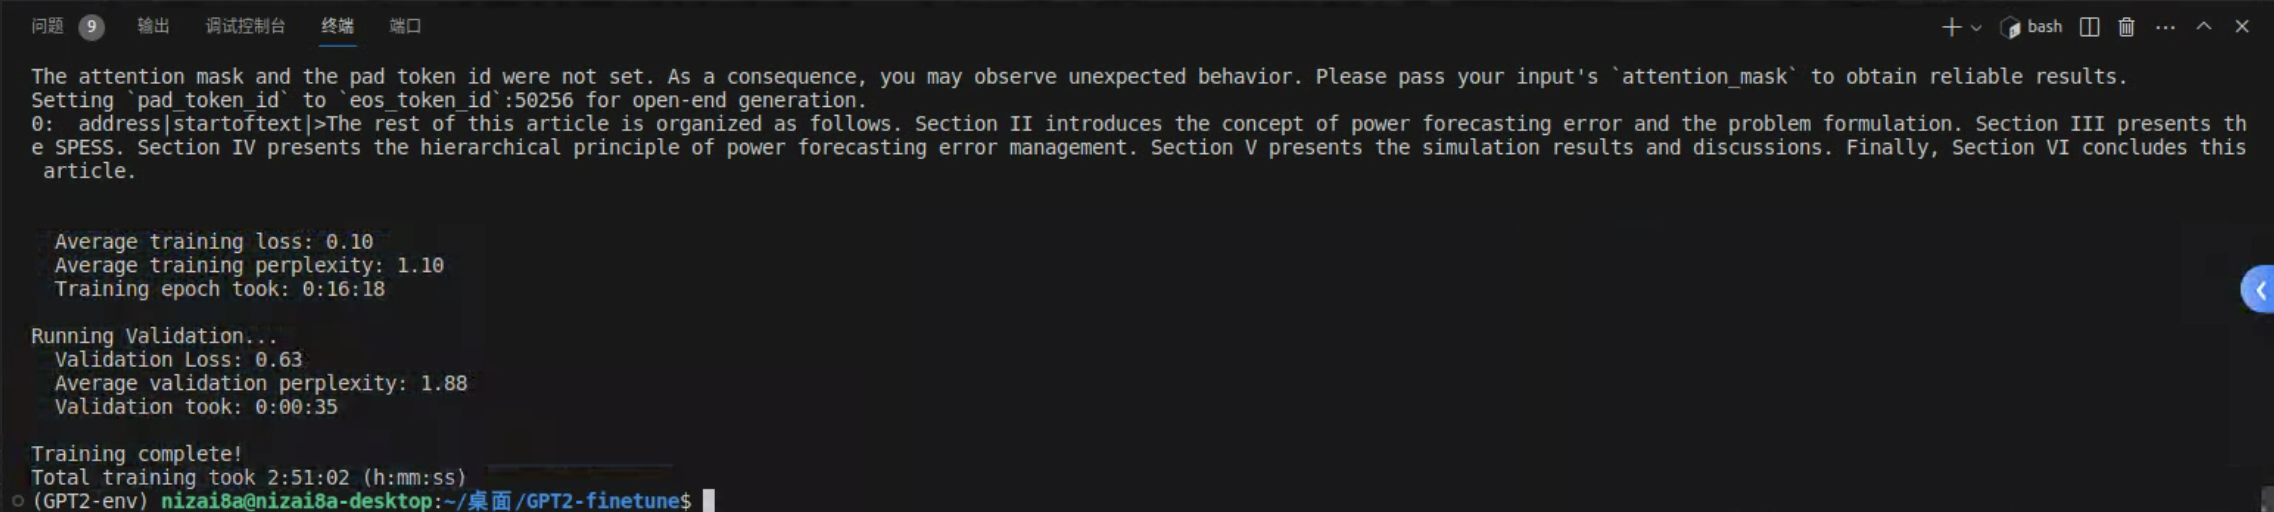 问题 9 输出 调试控制台 终端 端口 bash
The attention mask and the pad token id were not set. As a consequence, you may observe unexpected behavior. Please pass your input's `attention_mask` to obtain reliable results.
Setting `pad_token_id` to `eos_token_id`:50256 for open-end generation.
0:  address|startoftext|>The rest of this article is organized as follows. Section II introduces the concept of power forecasting error and the problem formulation. Section III presents th
e SPESS. Section IV presents the hierarchical principle of power forecasting error management. Section V presents the simulation results and discussions. Finally, Section VI concludes this
 article.
  Average training loss: 0.10
  Average training perplexity: 1.10
  Training epoch took: 0:16:18
Running Validation...
  Validation Loss: 0.63
  Average validation perplexity: 1.88
  Validation took: 0:00:35
Training complete!
Total training took 2:51:02 (h:mm:ss)
(GPT2-env) nizai8a@nizai8a-desktop:~/桌面/GPT2-finetune$